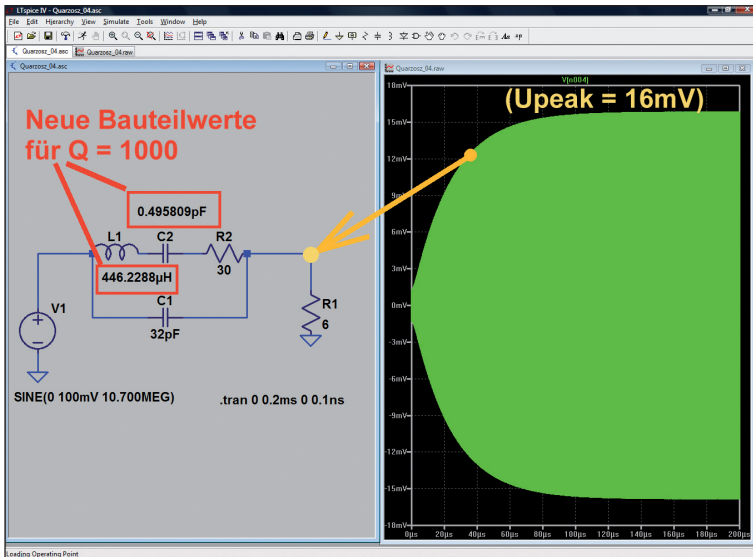 LTspice IV - Quarzosz_04.asc
File Edit Hierarchy View Simulate Tools Window Help
Quarzosz_04.asc Quarzosz_04.raw
Quarzosz_04.asc
Neue Bauteilwerte
für Q = 1000
0.495809pF
L1 C2 R2
30
446.2288µH
C1
32pF
V1
R1
6
SINE(0 100mV 10.700MEG) .tran 0 0.2ms 0 0.1ns
Quarzosz_04.raw
V[n004]
(Upeak = 16mV)
18mV
15mV
12mV
9mV
6mV
3mV
0mV
-3mV
-6mV
-9mV
-12mV
-15mV
-18mV
0µs 20µs 40µs 60µs 80µs 100µs 120µs 140µs 160µs 180µs 200µs
Loading Operating Point